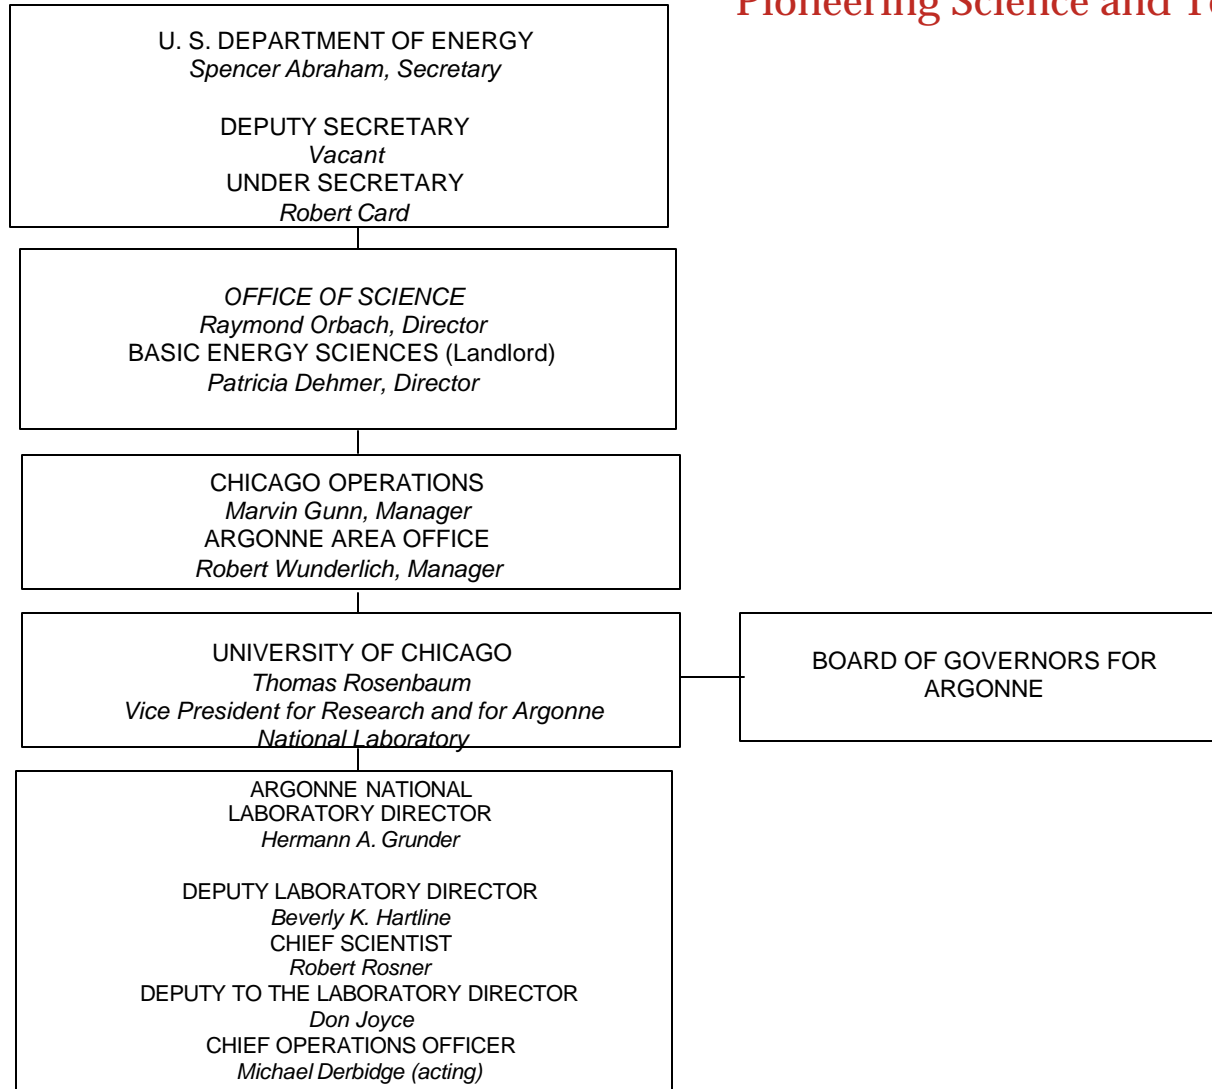 Pioneering Science and
U. S. DEPARTMENT OF ENERGY
Spencer Abraham, Secretary
DEPUTY SECRETARY
Vacant
UNDER SECRETARY
Robert Card
OFFICE OF SCIENCE
Raymond Orbach, Director
BASIC ENERGY SCIENCES (Landlord)
Patricia Dehmer, Director
CHICAGO OPERATIONS
Marvin Gunn, Manager
ARGONNE AREA OFFICE
Robert Wunderlich, Manager
UNIVERSITY OF CHICAGO
Thomas Rosenbaum
Vice President for Research and for Argonne
National Laboratory
BOARD OF GOVERNORS FOR
ARGONNE
ARGONNE NATIONAL
LABORATORY DIRECTOR
Hermann A. Grunder
DEPUTY LABORATORY DIRECTOR
Beverly K. Hartline
CHIEF SCIENTIST
Robert Rosner
DEPUTY TO THE LABORATORY DIRECTOR
Don Joyce
CHIEF OPERATIONS OFFICER
Michael Derbidge (acting)